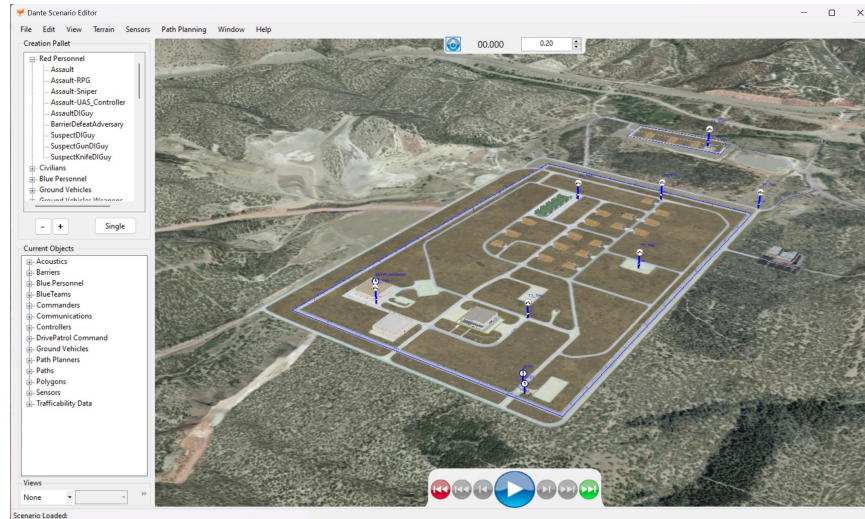 Dante Scenario Editor
File Edit View Terrain Sensors Path Planning Window Help
Creation Pallet
Red Personnel
Assault
Assault-RPG
Assault-Sniper
Assault-UAS_Controller
AssaultDIGuy
BarrierDefeatAdversary
SuspectDIGuy
SuspectGunDIGuy
SuspectKnifeDIGuy
Civilians
Blue Personnel
Ground Vehicles
Ground Vehicles Weapons
- + Single
00.000 0.20
Current Objects
Acoustics
Barriers
Blue Personnel
BlueTeams
Commanders
Communications
Controllers
DrivePatrol Command
Ground Vehicles
Path Planners
Paths
Polygons
Sensors
Trafficability Data
Views
None
Scenario Loaded: